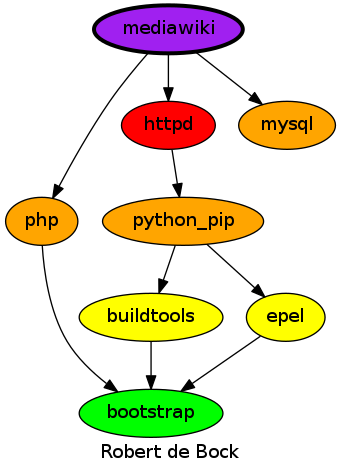 mediawiki
httpd
mysql
php
python_pip
buildtools
epel
bootstrap
Robert de Bock